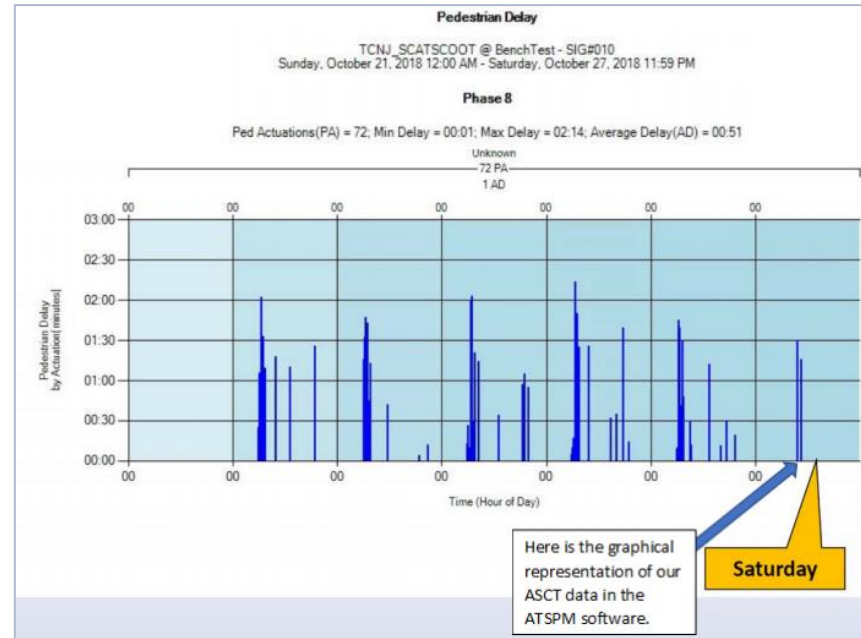 Pedestrian Delay
TCNJ_SCATSCOOT @ BenchTest - SIG#010
Sunday, October 21, 2018 12:00 AM - Saturday, October 27, 2018 11:59 PM
Phase 8
Ped Actuations(PA) = 72; Min Delay = 00:01; Max Delay = 02:14; Average Delay(AD) = 00:51
Unknown
72 PA
1 AD
00 00 00 00 00 00 00
03:00
02:30
02:00
01:30
01:00
00:30
00:00
Pedestrian Delay
by Actuation(minutes)
00 00 00 00 00 00 00
Time (Hour of Day)
Here is the graphical
representation of our
ASCT data in the
ATSPM software.
Saturday